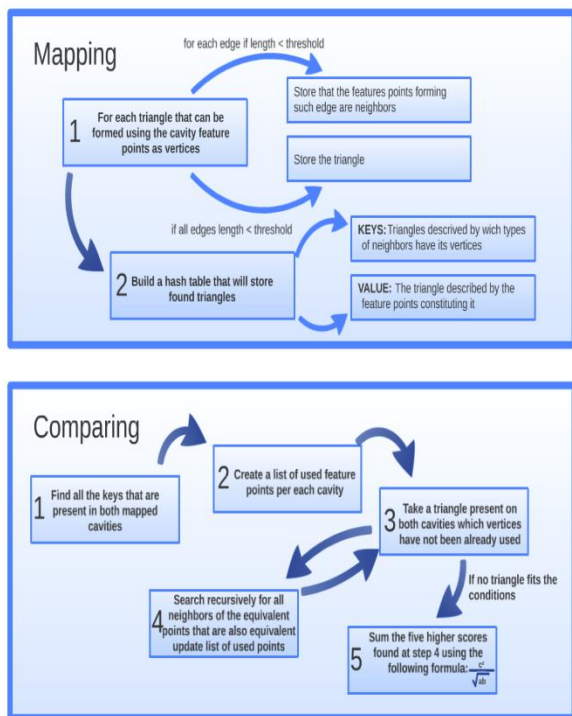 Mapping
for each edge if length < threshold
1
For each triangle that can be
formed using the cavity feature
points as vertices
Store that the features points forming
such edge are neighbors
Store the triangle
if all edges length < threshold
2
Build a hash table that will store
found triangles
KEYS: Triangles descrived by wich types
of neighbors have its vertices
VALUE: The triangle described by the
feature points constituting it
Comparing
1
Find all the keys that are
present in both mapped
cavities
2
Create a list of used feature
points per each cavity
3
Take a triangle present on
both cavities which vertices
have not been already used
4
Search recursively for all
neighbors of the equivalent
points that are also equivalent
update list of used points
If no triangle fits the
conditions
5
Sum the five higher scores
found at step 4 using the
following formula: c²/√ab